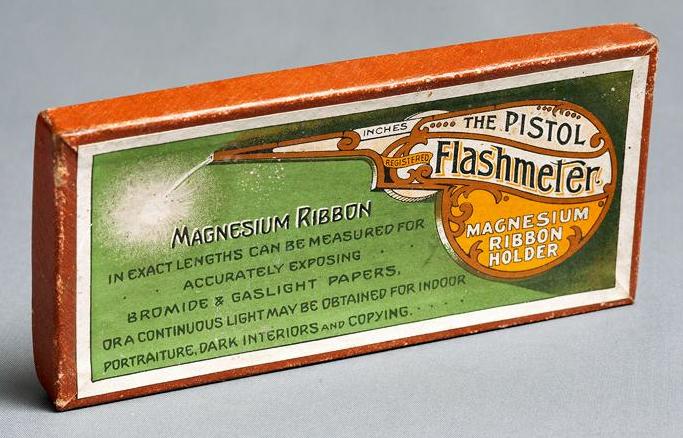 INCHES
REGISTERED
THE PISTOL
Flashmeter
MAGNESIUM
RIBBON
HOLDER
MAGNESIUM RIBBON
IN EXACT LENGTHS CAN BE MEASURED FOR
ACCURATELY EXPOSING
BROMIDE & GASLIGHT PAPERS,
OR A CONTINUOUS LIGHT MAY BE OBTAINED FOR INDOOR
PORTRAITURE, DARK INTERIORS AND COPYING.